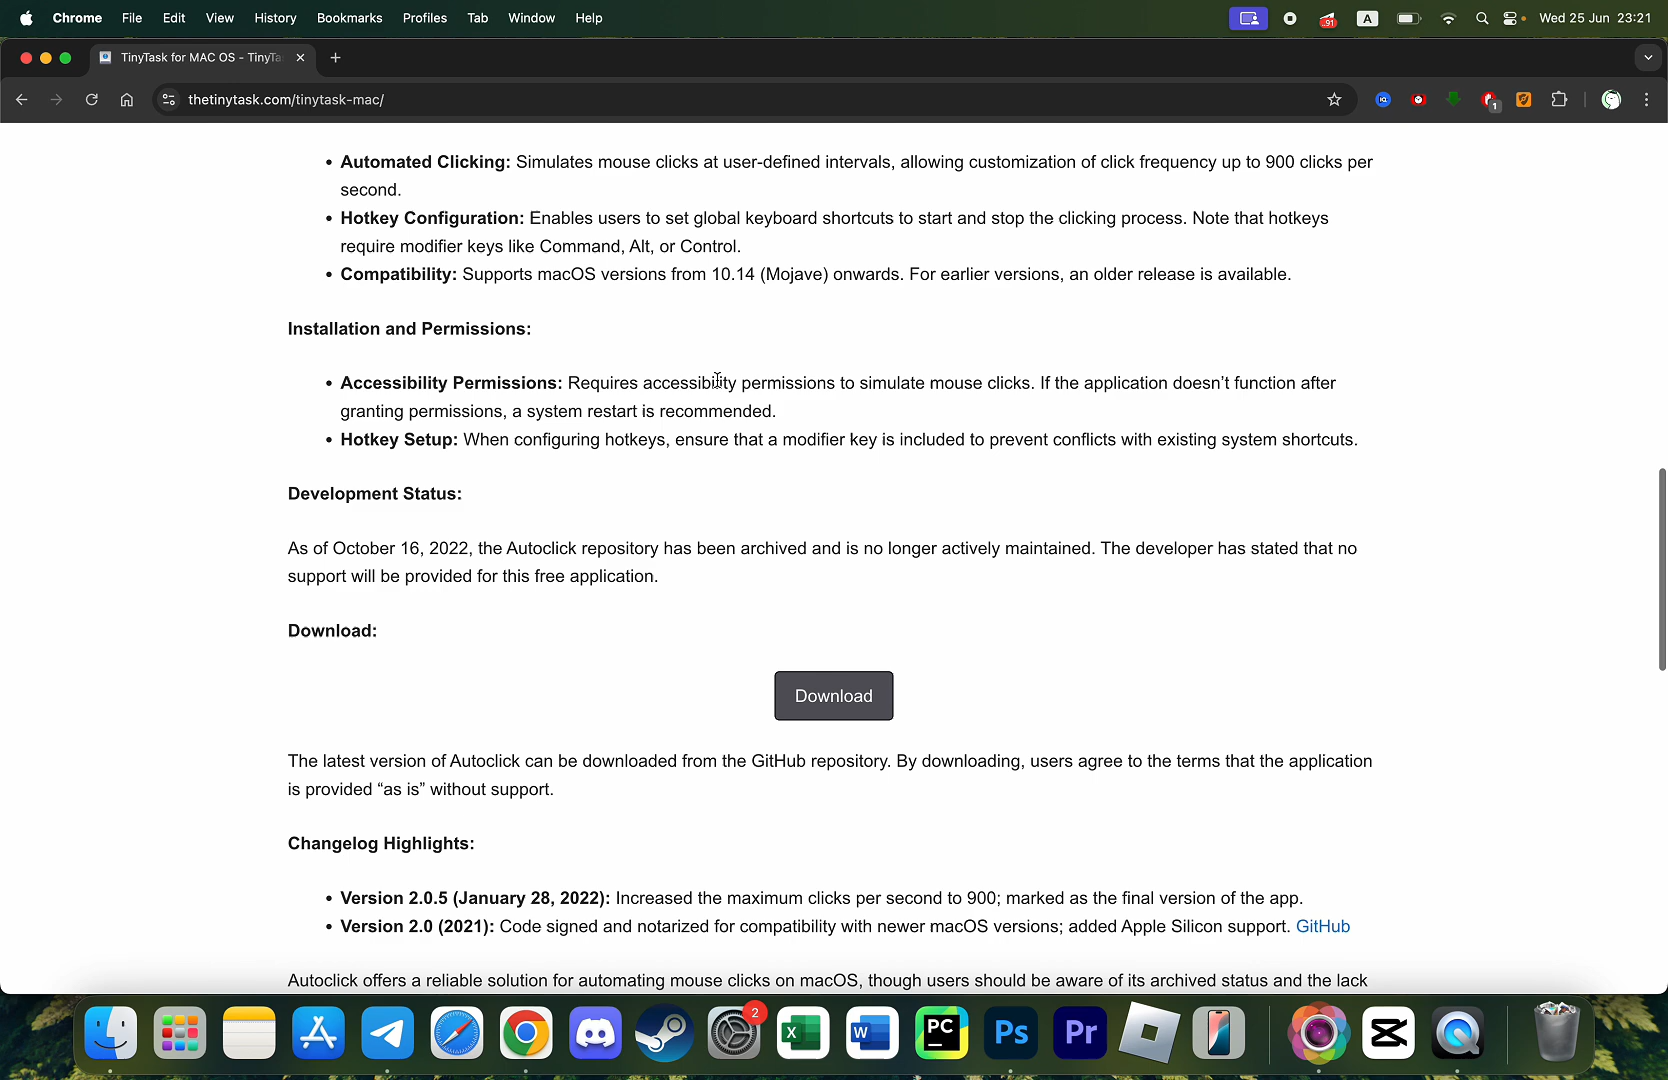 Chrome File Edit View History Bookmarks Profiles Tab Window Help
91 A Wed 25 Jun 23:21
TinyTask for MAC OS - TinyTa
thetinytask.com/tinytask-mac/
1
• Automated Clicking: Simulates mouse clicks at user-defined intervals, allowing customization of click frequency up to 900 clicks per
second.
• Hotkey Configuration: Enables users to set global keyboard shortcuts to start and stop the clicking process. Note that hotkeys
require modifier keys like Command, Alt, or Control.
• Compatibility: Supports macOS versions from 10.14 (Mojave) onwards. For earlier versions, an older release is available.
Installation and Permissions:
• Accessibility Permissions: Requires accessibility permissions to simulate mouse clicks. If the application doesn’t function after
granting permissions, a system restart is recommended.
• Hotkey Setup: When configuring hotkeys, ensure that a modifier key is included to prevent conflicts with existing system shortcuts.
Development Status:
As of October 16, 2022, the Autoclick repository has been archived and is no longer actively maintained. The developer has stated that no
support will be provided for this free application.
Download:
Download
The latest version of Autoclick can be downloaded from the GitHub repository. By downloading, users agree to the terms that the application
is provided “as is” without support.
Changelog Highlights:
• Version 2.0.5 (January 28, 2022): Increased the maximum clicks per second to 900; marked as the final version of the app.
• Version 2.0 (2021): Code signed and notarized for compatibility with newer macOS versions; added Apple Silicon support. GitHub
Autoclick offers a reliable solution for automating mouse clicks on macOS, though users should be aware of its archived status and the lack
2 X W PC Ps Pr